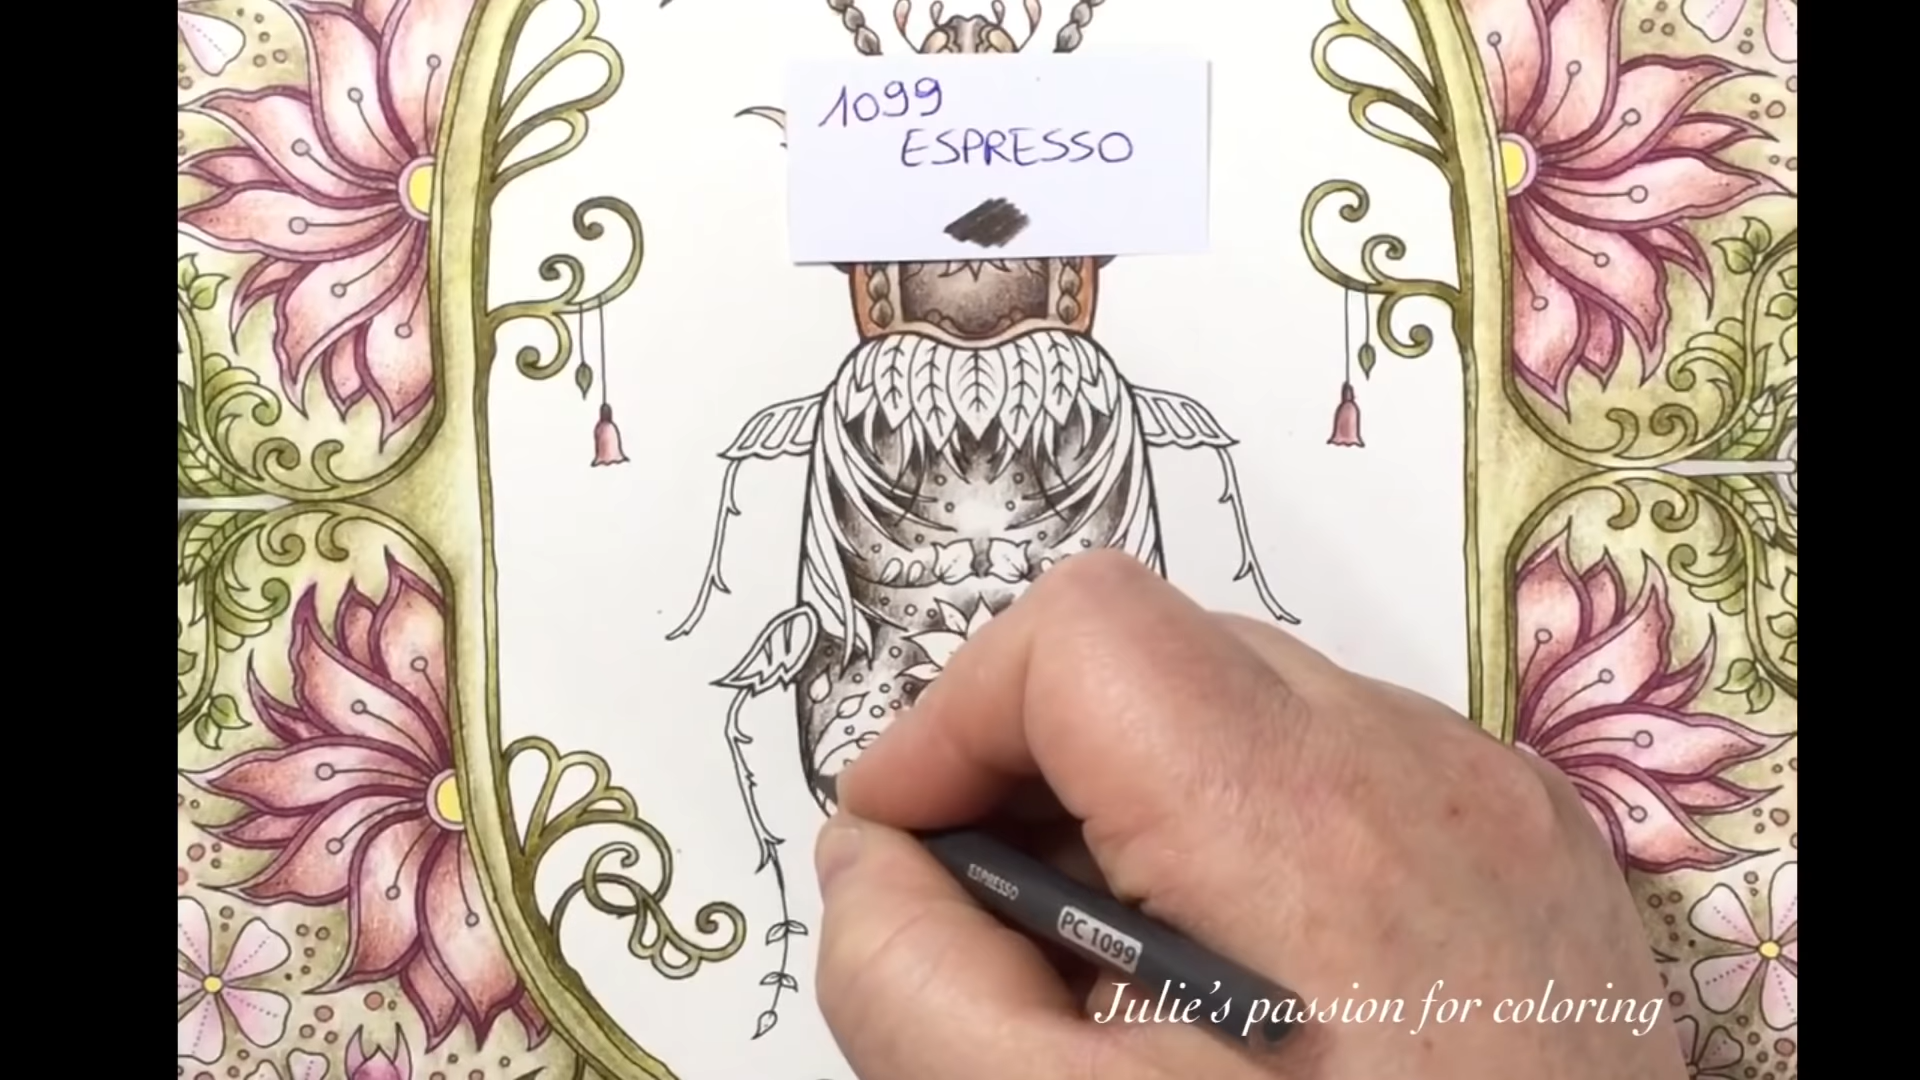 1099
ESPRESSO
ESPRESSO
PC 1099
Julie's passion for coloring